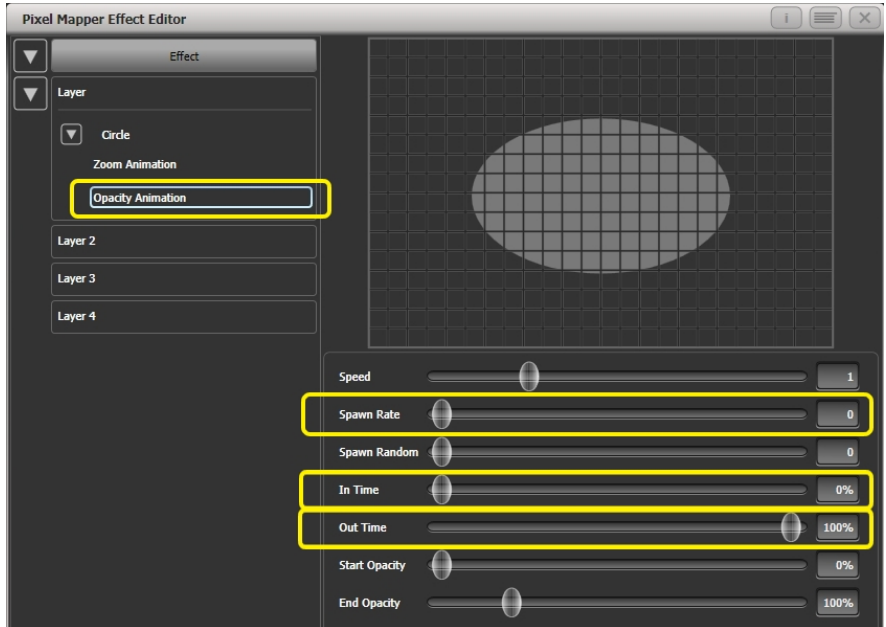 Pixel Mapper Effect Editor
i
Effect
Layer
Circle
Zoom Animation
Opacity Animation
Layer 2
Layer 3
Layer 4
Speed 1
Spawn Rate 0
Spawn Random 0
In Time 0%
Out Time 100%
Start Opacity 0%
End Opacity 100%